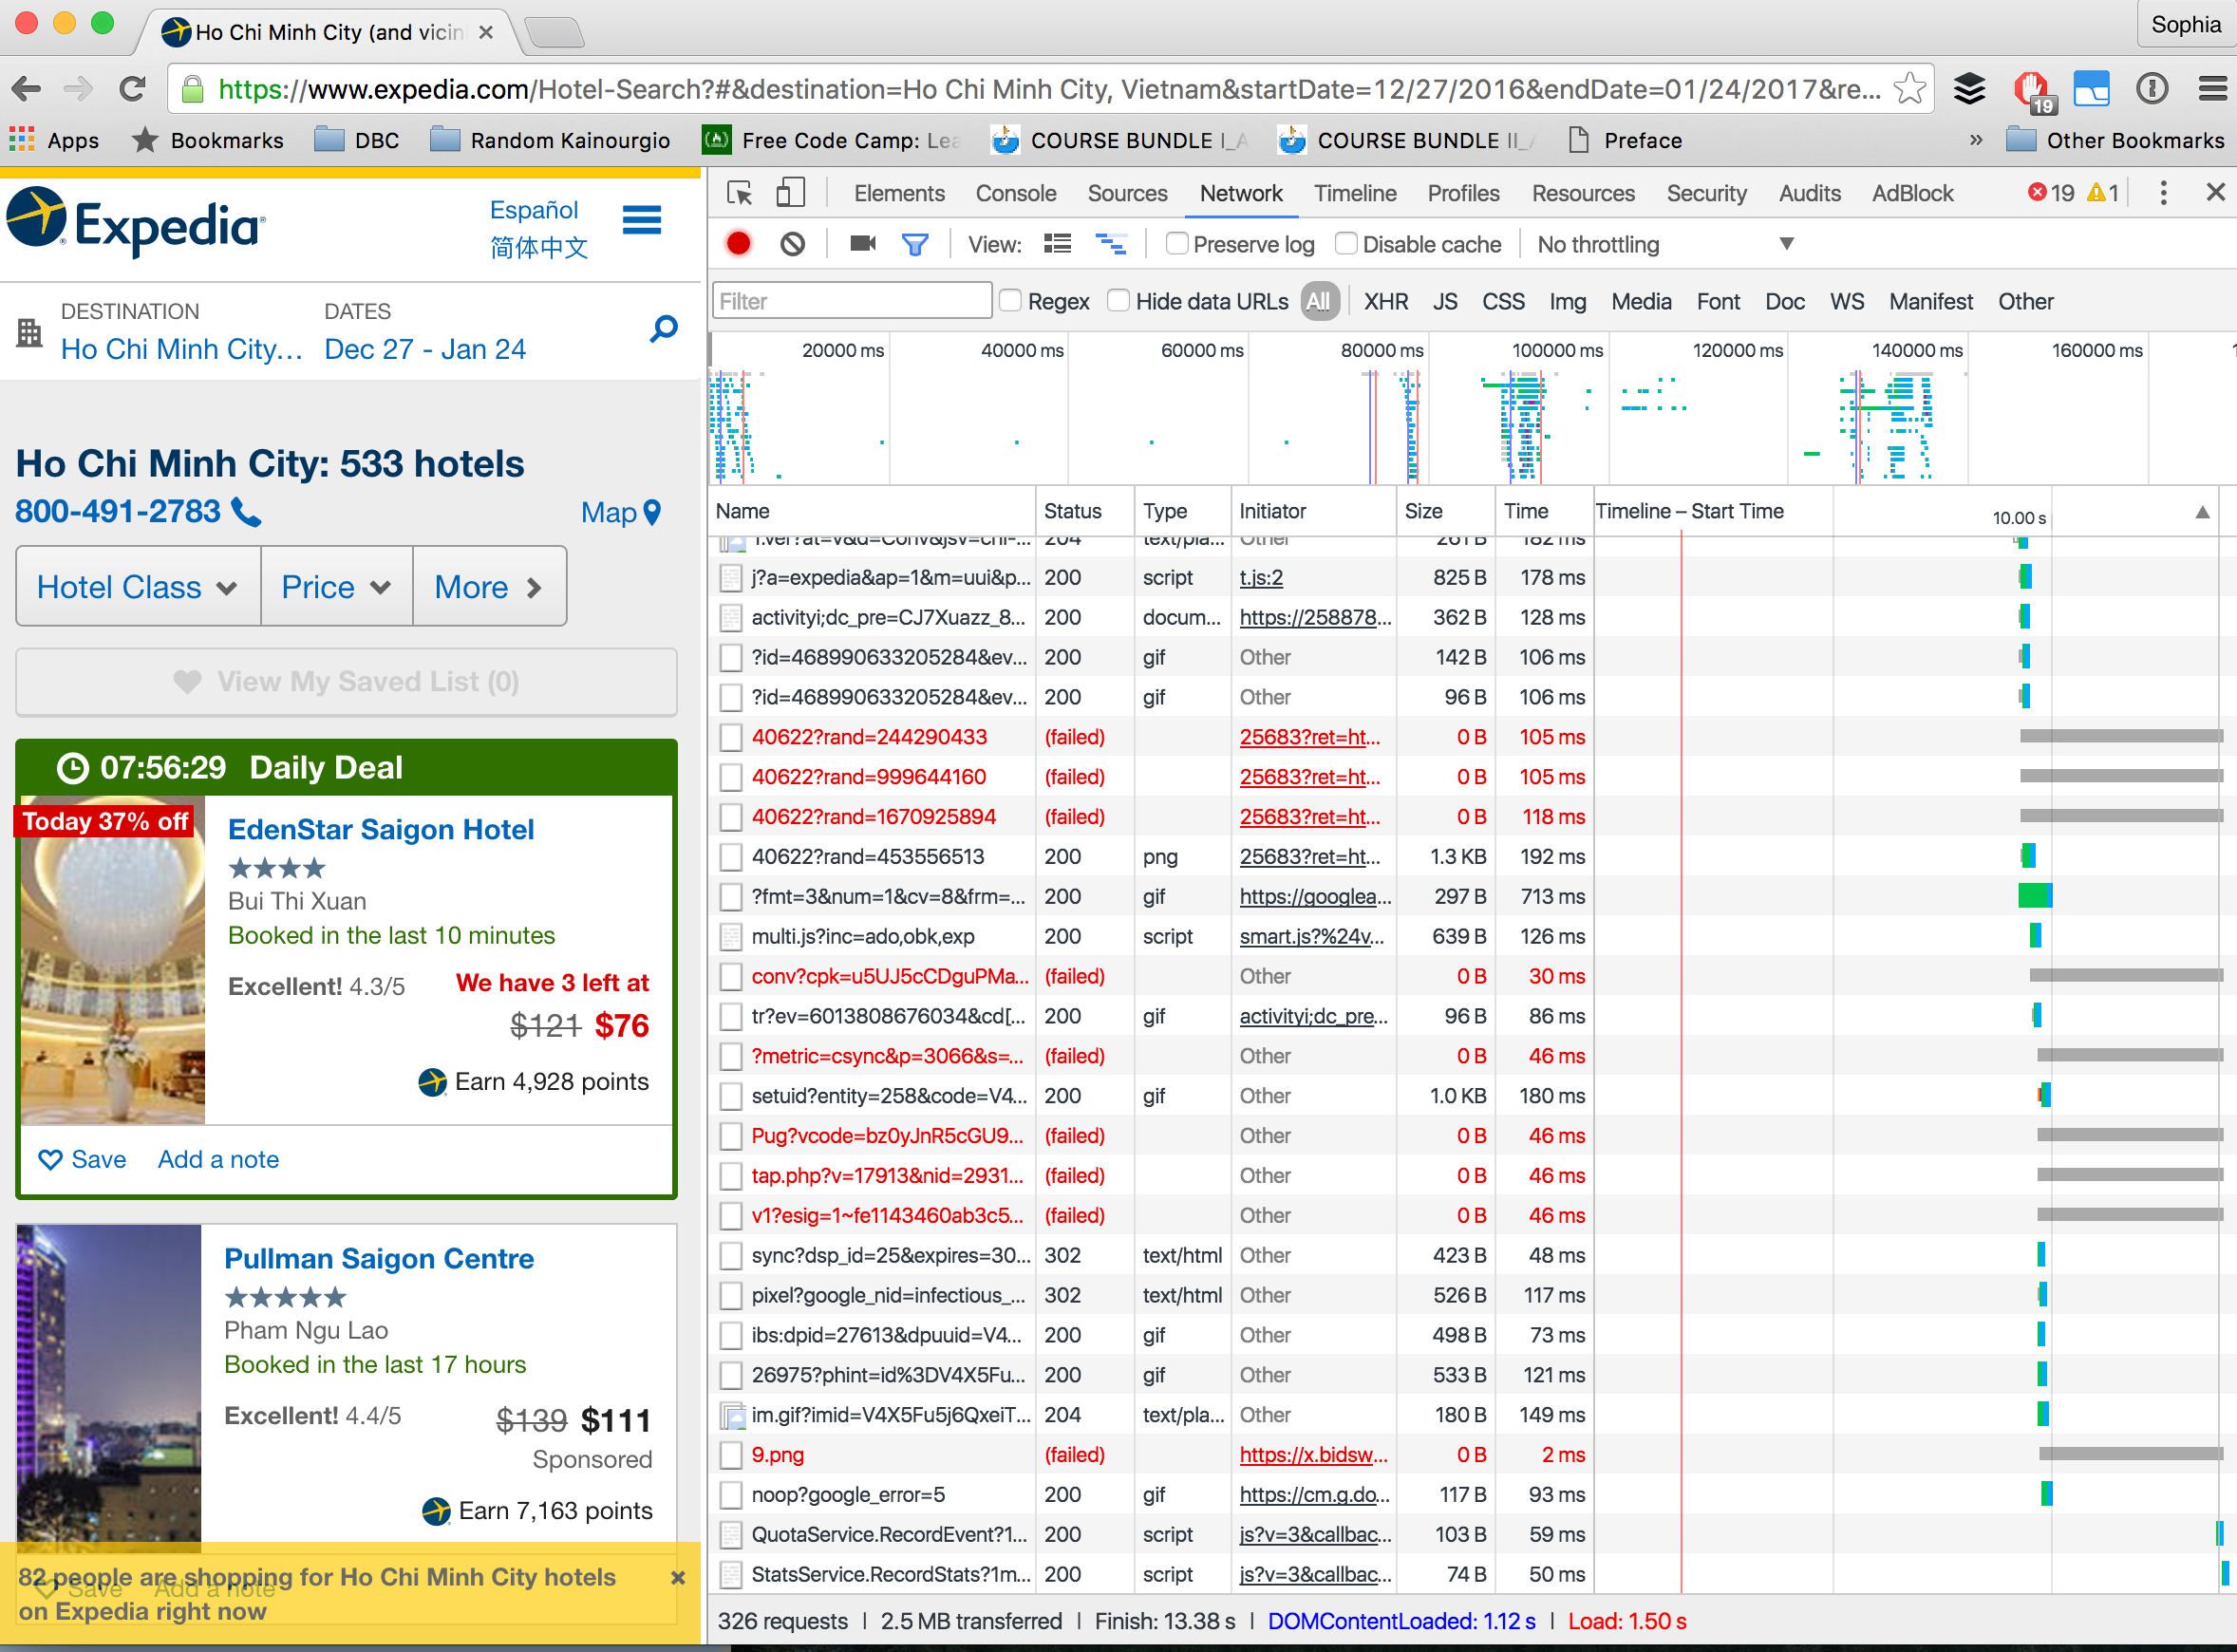 Ho Chi Minh City (and vicin
Sophia
https://www.expedia.com/Hotel-Search?#&destination=Ho Chi Minh City, Vietnam&startDate=12/27/2016&endDate=01/24/2017&re...
19
Apps Bookmarks DBC Random Kainourgio Free Code Camp: Lea COURSE BUNDLE I_A COURSE BUNDLE II_A Preface » Other Bookmarks
Expedia
Español
简体中文
DESTINATION DATES
Ho Chi Minh City... Dec 27 - Jan 24
Ho Chi Minh City: 533 hotels
800-491-2783 Map
Hotel Class Price More
View My Saved List (0)
07:56:29 Daily Deal
Today 37% off
EdenStar Saigon Hotel
Bui Thi Xuan
Booked in the last 10 minutes
Excellent! 4.3/5 We have 3 left at
$121 $76
Earn 4,928 points
Save Add a note
Pullman Saigon Centre
Pham Ngu Lao
Booked in the last 17 hours
Excellent! 4.4/5 $139 $111
Sponsored
Earn 7,163 points
Save Add a note
82 people are shopping for Ho Chi Minh City hotels
on Expedia right now
Elements Console Sources Network Timeline Profiles Resources Security Audits AdBlock 19 1
View: Preserve log Disable cache No throttling
Filter Regex Hide data URLs All XHR JS CSS Img Media Font Doc WS Manifest Other
20000 ms 40000 ms 60000 ms 80000 ms 100000 ms 120000 ms 140000 ms 160000 ms
Name Status Type Initiator Size Time Timeline – Start Time 10.00 s
1.ver?at=v&d=Conv&jsv=chl-... 204 text/pla... Other 261 B 182 ms
j?a=expedia&ap=1&m=uui&p... 200 script t.js:2 825 B 178 ms
activityi;dc_pre=CJ7Xuazz_8... 200 docum... https://258878... 362 B 128 ms
?id=468990633205284&ev... 200 gif Other 142 B 106 ms
?id=468990633205284&ev... 200 gif Other 96 B 106 ms
40622?rand=244290433 (failed) 25683?ret=ht... 0 B 105 ms
40622?rand=999644160 (failed) 25683?ret=ht... 0 B 105 ms
40622?rand=1670925894 (failed) 25683?ret=ht... 0 B 118 ms
40622?rand=453556513 200 png 25683?ret=ht... 1.3 KB 192 ms
?fmt=3&num=1&cv=8&frm=... 200 gif https://googlea... 297 B 713 ms
multi.js?inc=ado,obk,exp 200 script smart.js?%24v... 639 B 126 ms
conv?cpk=u5UJ5cCDguPMa... (failed) Other 0 B 30 ms
tr?ev=6013808676034&cd[... 200 gif activityi;dc_pre... 96 B 86 ms
?metric=csync&p=3066&s=... (failed) Other 0 B 46 ms
setuid?entity=258&code=V4... 200 gif Other 1.0 KB 180 ms
Pug?vcode=bz0yJnR5cGU9... (failed) Other 0 B 46 ms
tap.php?v=17913&nid=2931... (failed) Other 0 B 46 ms
v1?esig=1~fe1143460ab3c5... (failed) Other 0 B 46 ms
sync?dsp_id=25&expires=30... 302 text/html Other 423 B 48 ms
pixel?google_nid=infectious_... 302 text/html Other 526 B 117 ms
ibs:dpid=27613&dpuuid=V4... 200 gif Other 498 B 73 ms
26975?phint=id%3DV4X5Fu... 200 gif Other 533 B 121 ms
im.gif?imid=V4X5Fu5j6QxeiT... 204 text/pla... Other 180 B 149 ms
9.png (failed) https://x.bidsw... 0 B 2 ms
noop?google_error=5 200 gif https://cm.g.do... 117 B 93 ms
QuotaService.RecordEvent?1... 200 script js?v=3&callbac... 103 B 59 ms
StatsService.RecordStats?1m... 200 script js?v=3&callbac... 74 B 50 ms
326 requests | 2.5 MB transferred | Finish: 13.38 s | DOMContentLoaded: 1.12 s | Load: 1.50 s